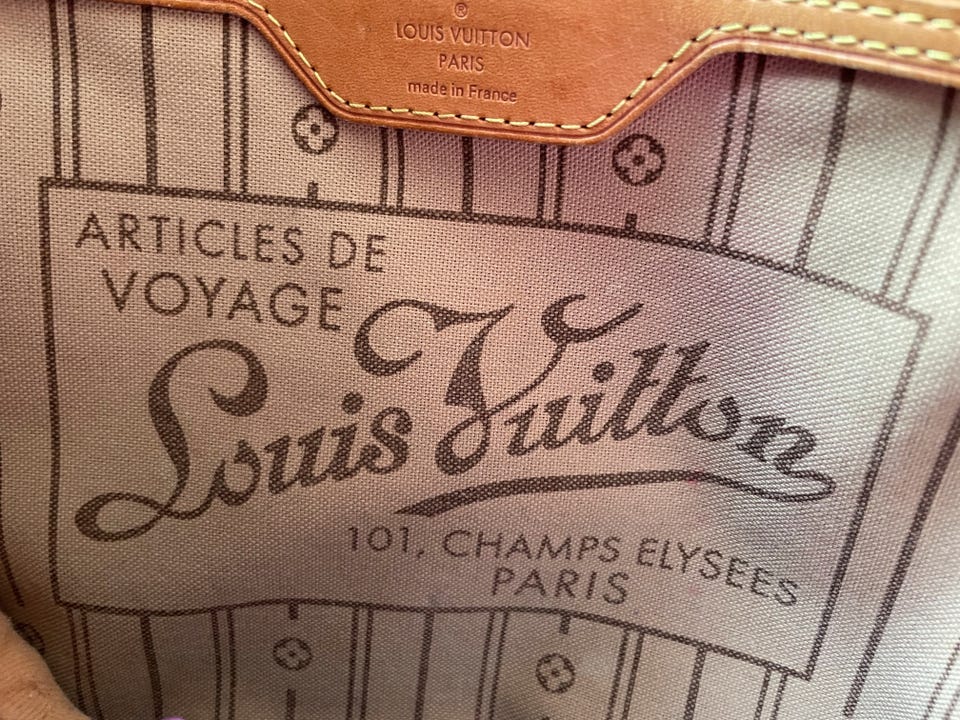 ®
LOUIS VUITTON
PARIS
made in France
ARTICLES DE
VOYAGE
Louis Vuitton
101, CHAMPS ELYSEES
PARIS